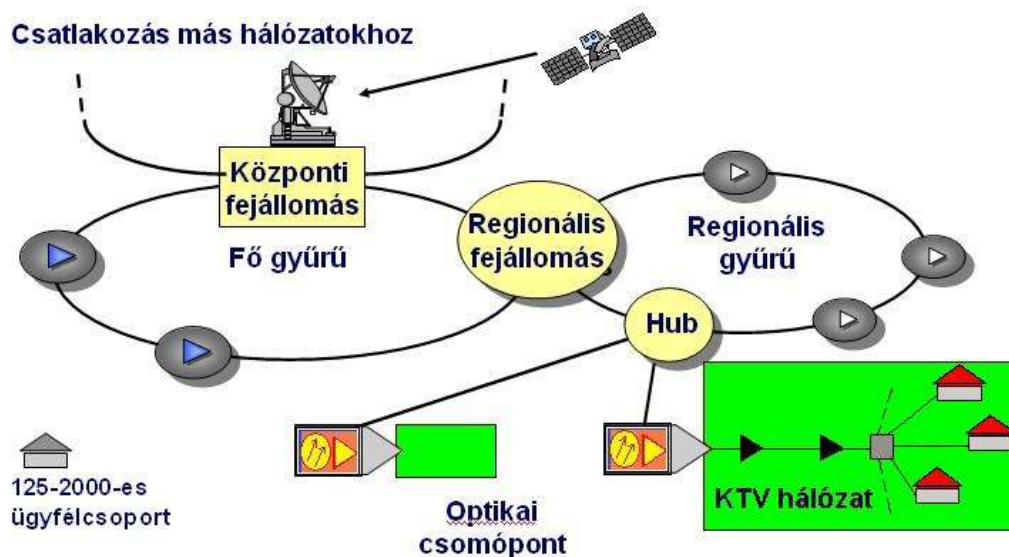 Csatlakozás más hálózatokhoz
Központi
fejállomás
Fő gyűrű
Regionális
fejállomás
Regionális
gyűrű
Hub
125-2000-es
ügyfélcsoport
Optikai
csomópont
KTV hálózat